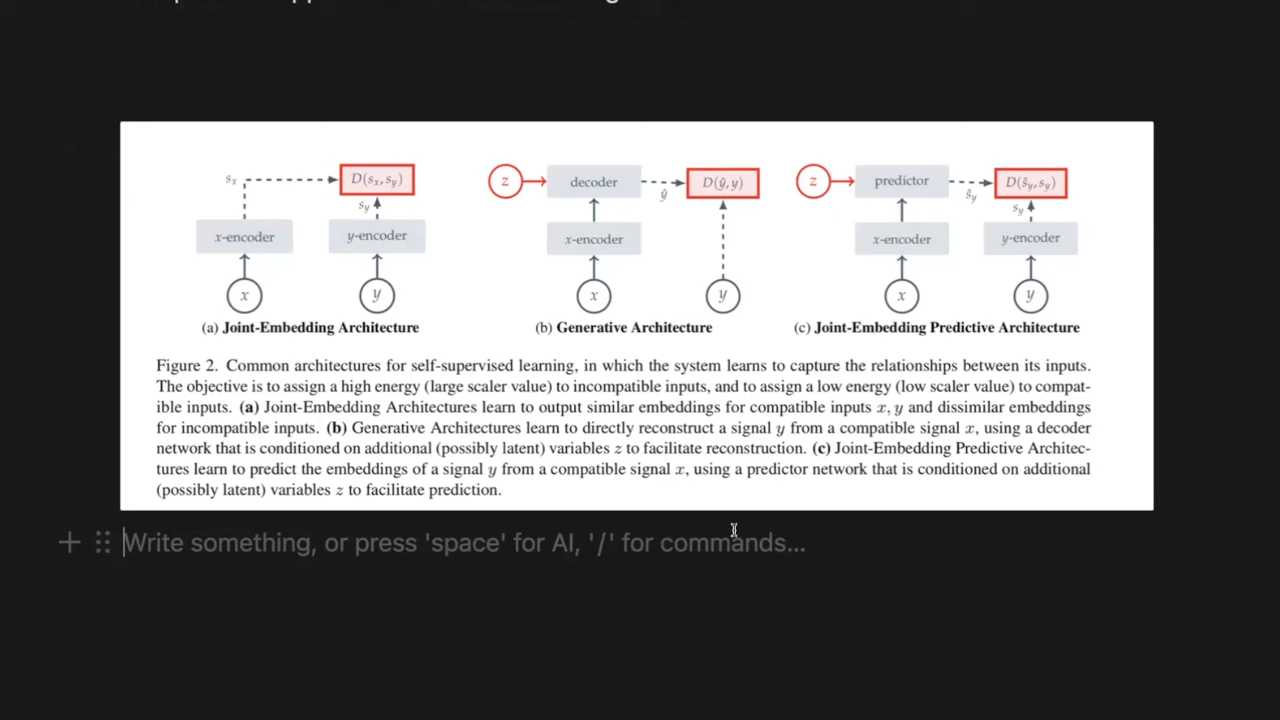 s_x
D(s_x, s_y)
s_y
x-encoder
y-encoder
x
y
(a) Joint-Embedding Architecture
z
decoder
ŷ
D(ŷ, y)
x-encoder
x
y
(b) Generative Architecture
z
predictor
ŝ_y
D(ŝ_y, s_y)
s_y
x-encoder
y-encoder
x
y
(c) Joint-Embedding Predictive Architecture
Figure 2. Common architectures for self-supervised learning, in which the system learns to capture the relationships between its inputs.
The objective is to assign a high energy (large scaler value) to incompatible inputs, and to assign a low energy (low scaler value) to compat-
ible inputs. (a) Joint-Embedding Architectures learn to output similar embeddings for compatible inputs x, y and dissimilar embeddings
for incompatible inputs. (b) Generative Architectures learn to directly reconstruct a signal y from a compatible signal x, using a decoder
network that is conditioned on additional (possibly latent) variables z to facilitate reconstruction. (c) Joint-Embedding Predictive Architec-
tures learn to predict the embeddings of a signal y from a compatible signal x, using a predictor network that is conditioned on additional
(possibly latent) variables z to facilitate prediction.
Write something, or press 'space' for AI, '/' for commands...